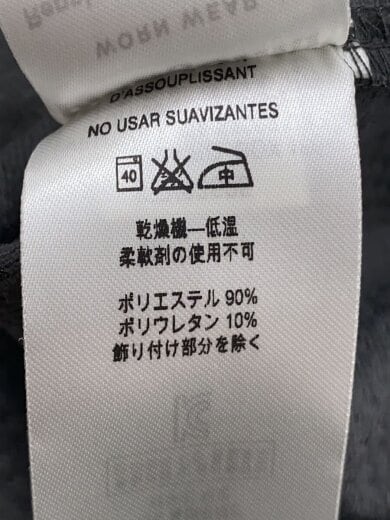 WORN WEAR
D'ASSOUPLISSANT
NO USAR SUAVIZANTES
40 中
乾燥機—低温
柔軟剤の使用不可
ポリエステル 90%
ポリウレタン 10%
飾り付け部分を除く